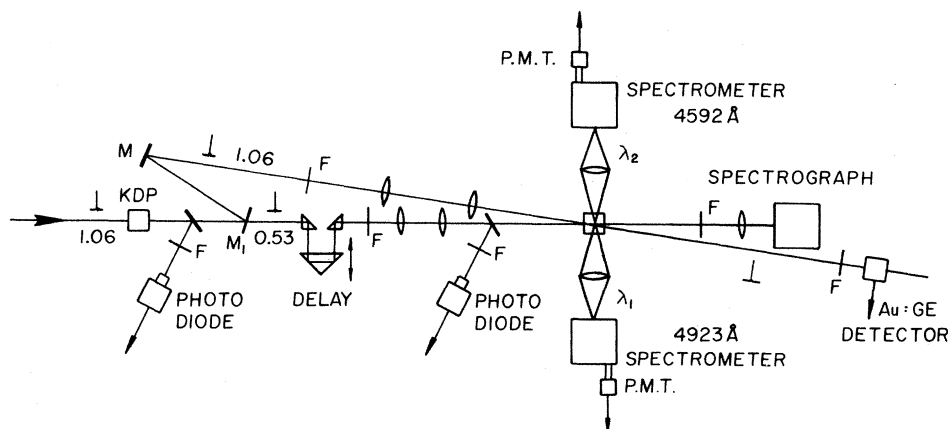 P.M.T.
SPECTROMETER
4592 Å
λ2
M
⊥
1.06
F
KDP
⊥
1.06
F
PHOTO
DIODE
M1
⊥
0.53
DELAY
F
F
PHOTO
DIODE
SPECTROGRAPH
F
⊥
F
Au:GE
DETECTOR
λ1
4923 Å
SPECTROMETER
P.M.T.